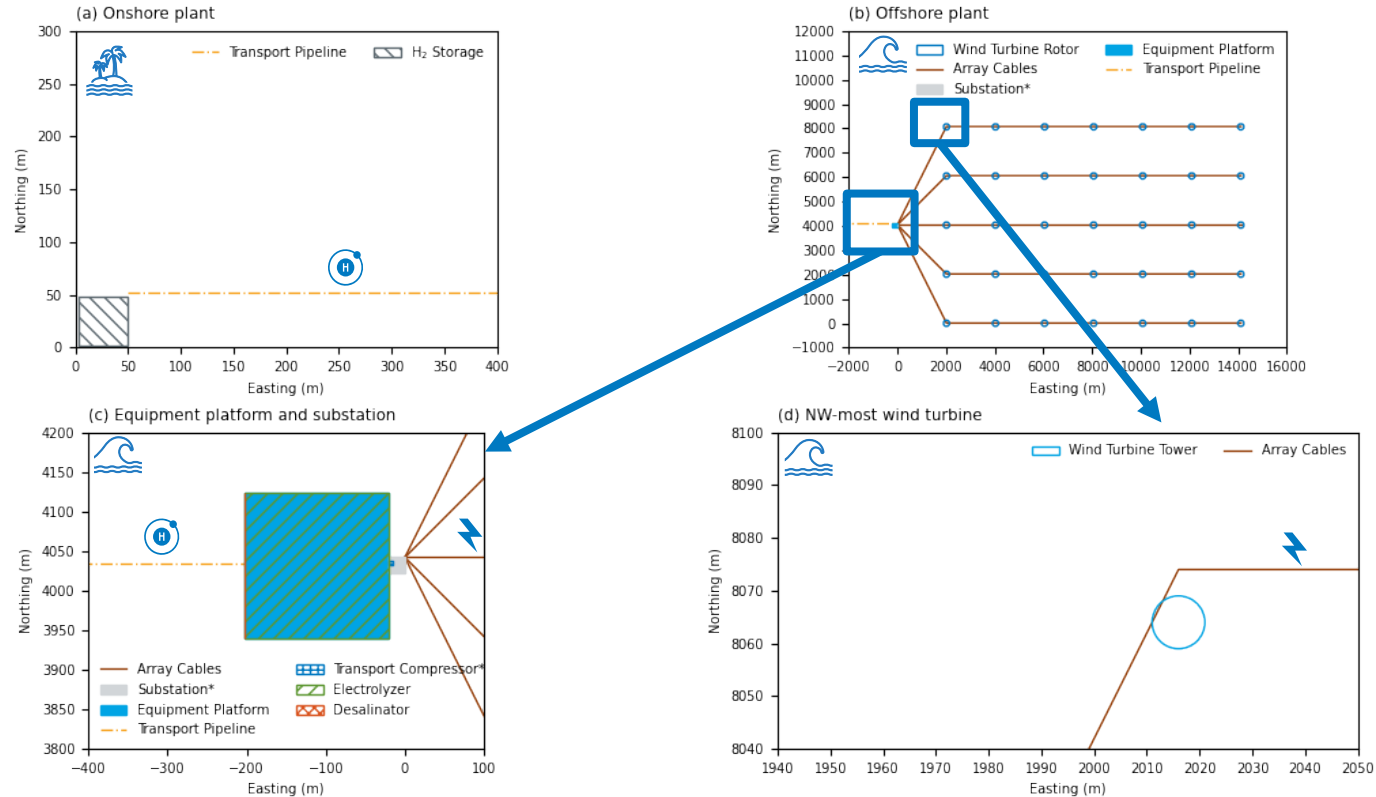 (a) Onshore plant
300
250
200
150
100
50
0
Northing (m)
Transport Pipeline
H₂ Storage
H
0 50 100 150 200 250 300 350 400
Easting (m)
(b) Offshore plant
12000
11000
10000
9000
8000
7000
6000
5000
4000
3000
2000
1000
0
−1000
Northing (m)
Wind Turbine Rotor
Array Cables
Substation*
Equipment Platform
Transport Pipeline
−2000 0 2000 4000 6000 8000 10000 12000 14000 16000
Easting (m)
(c) Equipment platform and substation
4200
4150
4100
4050
4000
3950
3900
3850
3800
Northing (m)
H
Array Cables
Substation*
Equipment Platform
Transport Pipeline
Transport Compressor*
Electrolyzer
Desalinator
−400 −300 −200 −100 0 100
Easting (m)
(d) NW-most wind turbine
8100
8090
8080
8070
8060
8050
8040
Northing (m)
Wind Turbine Tower
Array Cables
1940 1950 1960 1970 1980 1990 2000 2010 2020 2030 2040 2050
Easting (m)